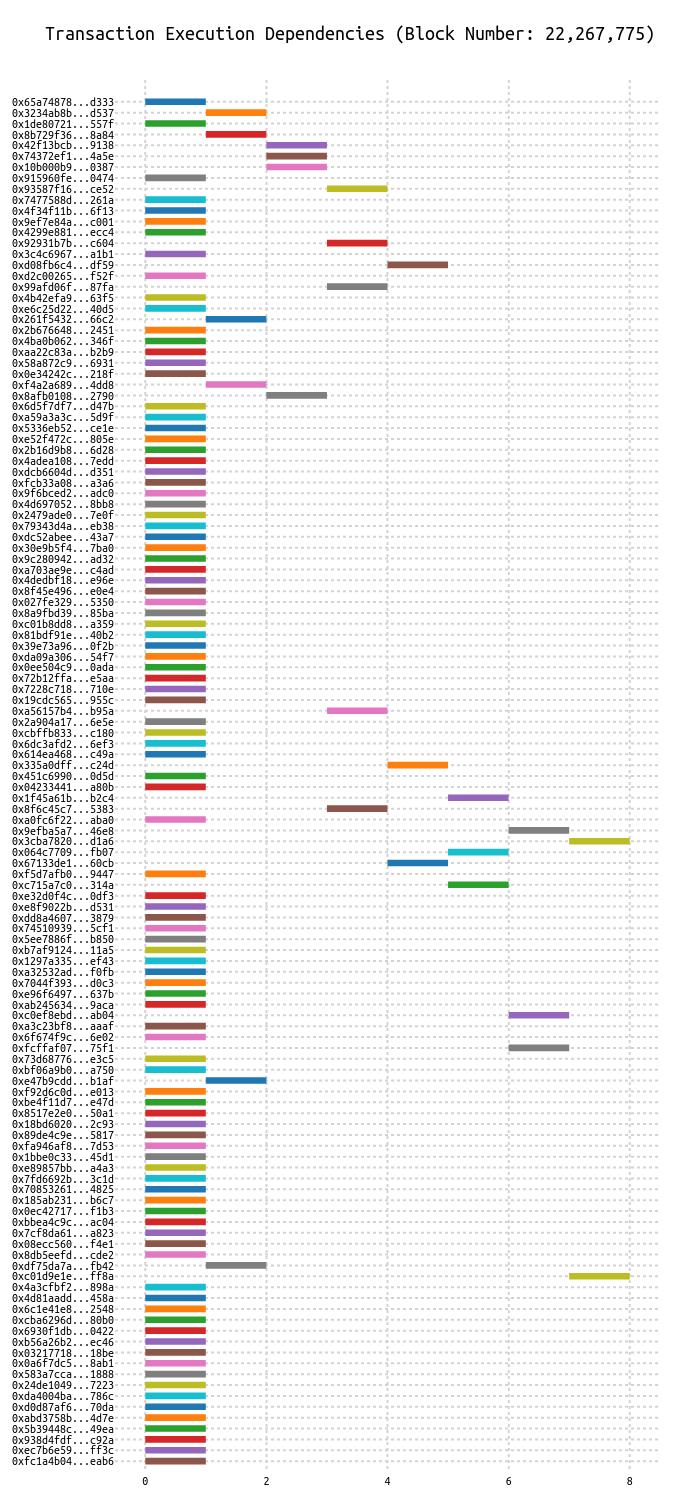 Transaction Execution Dependencies (Block Number: 22,267,775)
0x65a74878...d333
0x3234ab8b...d537
0x1de80721...557f
0x8b729f36...8a84
0x42f13bcb...9138
0x74372ef1...4a5e
0x10b000b9...0387
0x915960fe...0474
0x93587f16...ce52
0x7477588d...261a
0x4f34f11b...6f13
0x9ef7e84a...c001
0x4299e881...ecc4
0x92931b7b...c604
0x3c4c6967...a1b1
0xd08fb6c4...df59
0xd2c00265...f52f
0x99afd06f...87fa
0x4b42efa9...63f5
0xe6c25d22...40d5
0x261f5432...66c2
0x2b676648...2451
0x4ba0b062...346f
0xaa22c83a...b2b9
0x58a872c9...6931
0x0e34242c...218f
0xf4a2a689...4dd8
0x8afb0108...2790
0x6d5f7df7...d47b
0xa59a3a3c...5d9f
0x5336eb52...ce1e
0xe52f472c...805e
0x2b16d9b8...6d28
0x4adea108...7edd
0xdcb6604d...d351
0xfcb33a08...a3a6
0x9f6bced2...adc0
0x4d697052...8bb8
0x2479ade0...7e0f
0x79343d4a...eb38
0xdc52abee...43a7
0x30e9b5f4...7ba0
0x9c280942...ad32
0xa703ae9e...c4ad
0x4dedbf18...e96e
0x8f45e496...e0e4
0x027fe329...5350
0x8a9fbd39...85ba
0xc01b8dd8...a359
0x81bdf91e...40b2
0x39e73a96...0f2b
0xda09a306...54f7
0x0ee504c9...0ada
0x72b12ffa...e5aa
0x7228c718...710e
0x19cdc565...955c
0xa56157b4...b95a
0x2a904a17...6e5e
0xcbffb833...c180
0x6dc3afd2...6ef3
0x614ea468...c49a
0x335a0dff...c24d
0x451c6990...0d5d
0x04233441...a80b
0x1f45a61b...b2c4
0x8f6c45c7...5383
0xa0fc6f22...aba0
0x9efba5a7...46e8
0x3cba7820...d1a6
0x064c7709...fb07
0x67133de1...60cb
0xf5d7afb0...9447
0xc715a7c0...314a
0xe32d0f4c...0df3
0xe8f9022b...d531
0xdd8a4607...3879
0x74510939...5cf1
0x5ee7886f...b850
0xb7af9124...11a5
0x1297a335...ef43
0xa32532ad...f0fb
0x7044f393...d0c3
0xe96f6497...637b
0xab245634...9aca
0xc0ef8ebd...ab04
0xa3c23bf8...aaaf
0x6f674f9c...6e02
0xfcffaf07...75f1
0x73d68776...e3c5
0xbf06a9b0...a750
0xe47b9cdd...b1af
0xf92d6c0d...e013
0xbe4f11d7...e47d
0x8517e2e0...50a1
0x18bd6020...2c93
0x89de4c9e...5817
0xfa946af8...7d53
0x1bbe0c33...45d1
0xe89857bb...a4a3
0x7fd6692b...3c1d
0x70853261...4825
0x185ab231...b6c7
0x0ec42717...f1b3
0xbbea4c9c...ac04
0x7cf8da61...a823
0x08ecc560...f4e1
0x8db5eefd...cde2
0xdf75da7a...fb42
0xc01d9e1e...ff8a
0x4a3cfbf2...898a
0x4d81aadd...458a
0x6c1e41e8...2548
0xcba6296d...80b0
0x6930f1db...0422
0xb56a26b2...ec46
0x03217718...18be
0x0a6f7dc5...8ab1
0x583a7cca...1888
0x24de1049...7223
0xda4004ba...786c
0xd0d87af6...70da
0xabd3758b...4d7e
0x5b39448c...49ea
0x938d4fdf...c92a
0xec7b6e59...ff3c
0xfc1a4b04...eab6
0 2 4 6 8